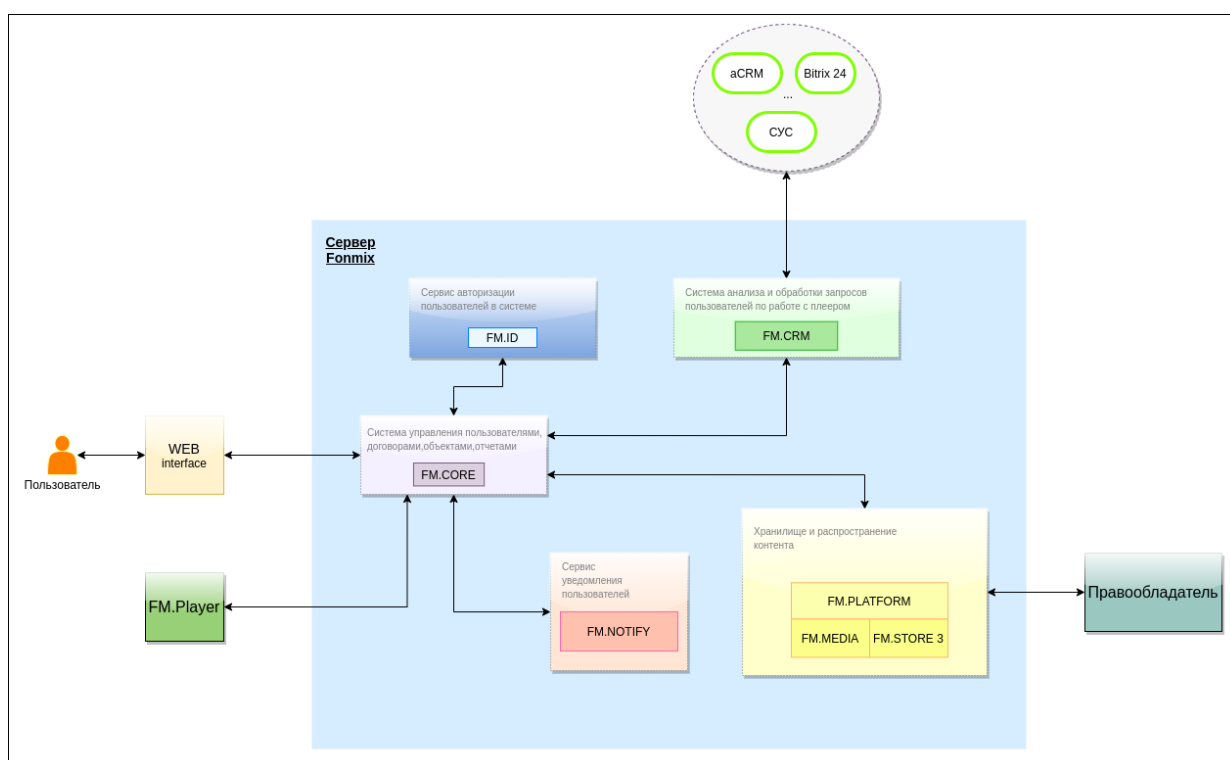 aCRM
Bitrix 24
...
СУС
Сервер
Fonmix
Сервис авторизации
пользователей в системе
FM.ID
Система анализа и обработки запросов
пользователей по работе с плеером
FM.CRM
Система управления пользователями,
договорами,объектами,отчетами
FM.CORE
WEB
interface
Пользователь
Хранилище и распространение
контента
FM.PLATFORM
FM.MEDIA
FM.STORE 3
Сервис
уведомления
пользователей
FM.NOTIFY
FM.Player
Правообладатель